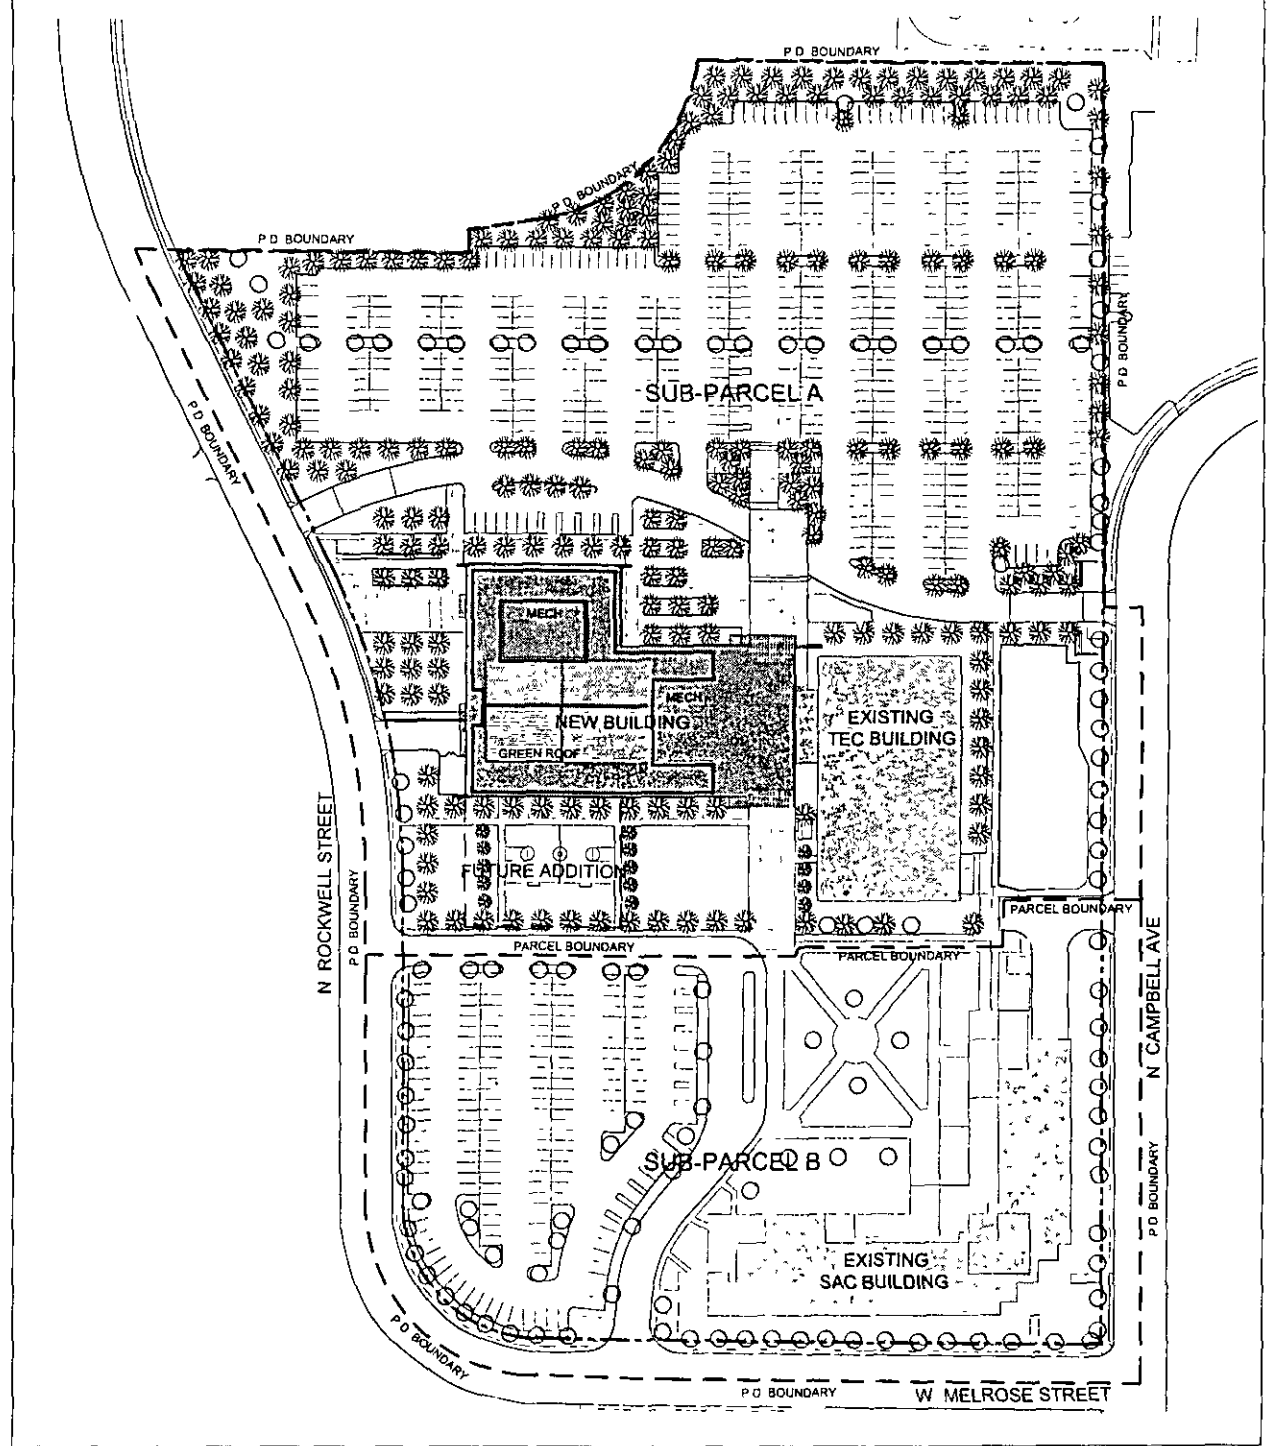 P D BOUNDARY
P D BOUNDARY
P D BOUNDARY
P D BOUNDARY
SUB-PARCEL A
P D BOUNDARY
MECH
MECH
NEW BUILDING
GREEN ROOF
EXISTING
TEC BUILDING
N ROCKWELL STREET
P D BOUNDARY
FUTURE ADDITION
PARCEL BOUNDARY
PARCEL BOUNDARY
PARCEL BOUNDARY
N CAMPBELL AVE
SUB-PARCEL B
P D BOUNDARY
EXISTING
SAC BUILDING
P D BOUNDARY
P D BOUNDARY
W MELROSE STREET